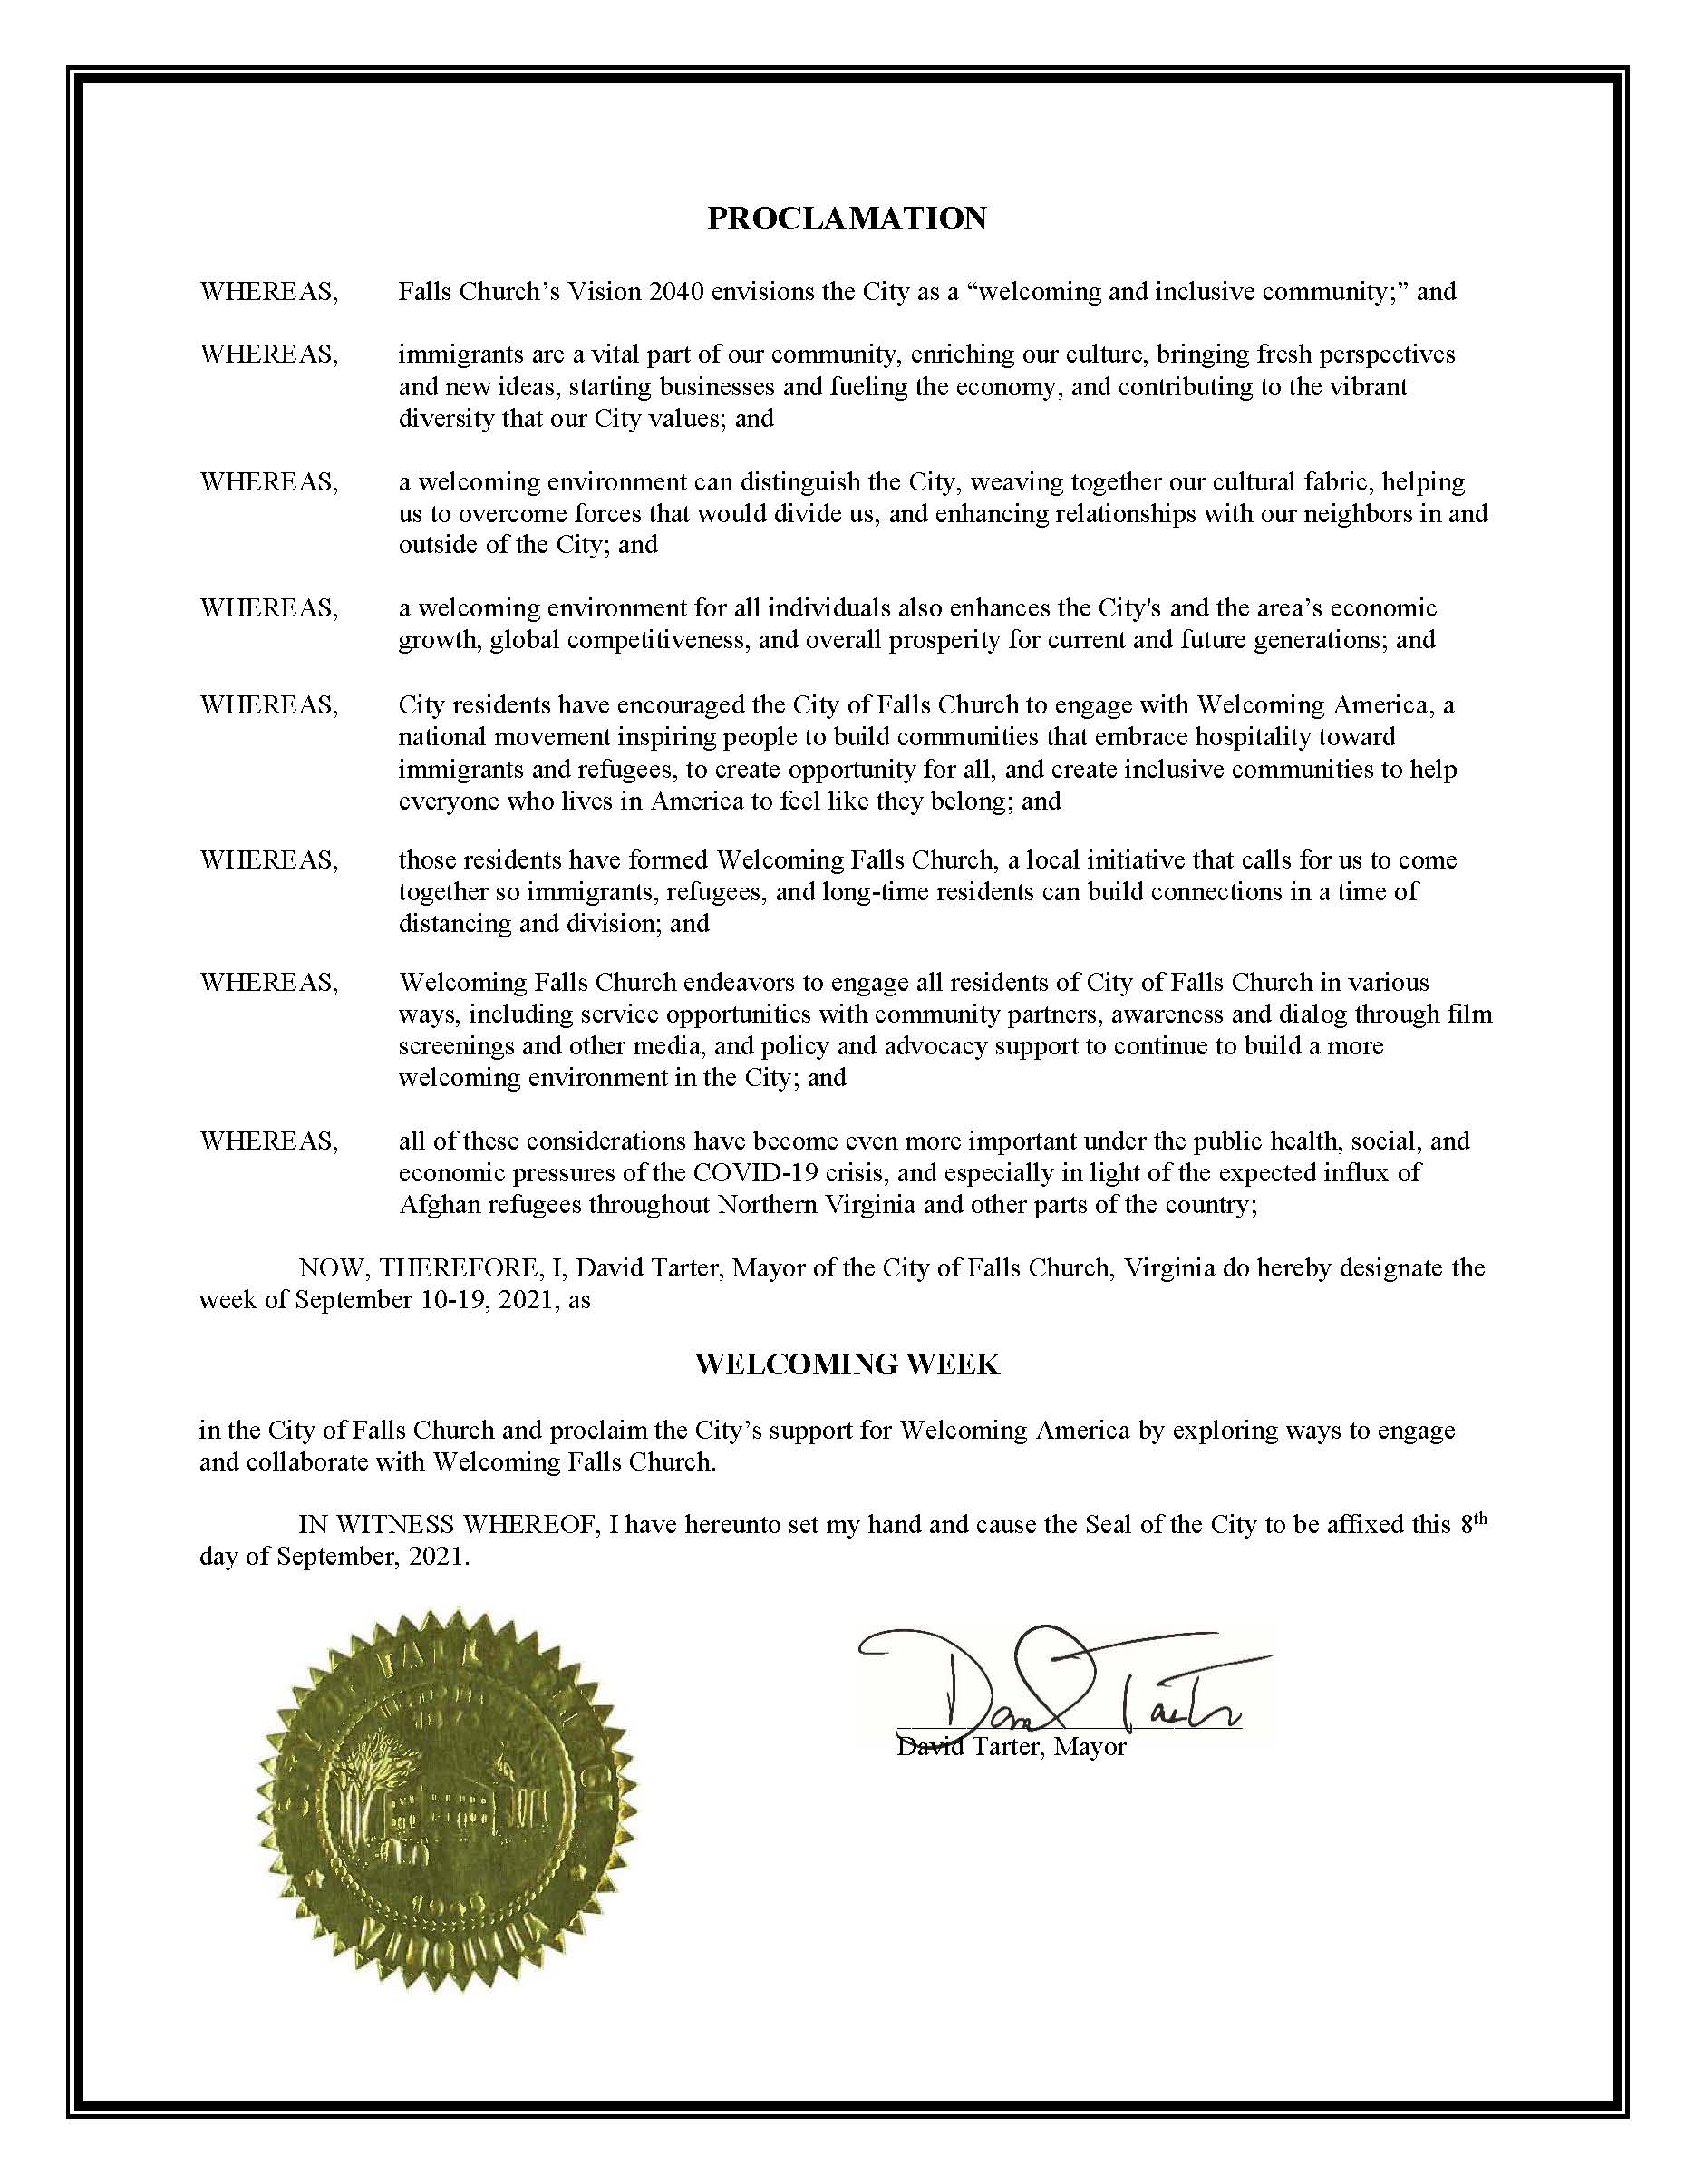 PROCLAMATION
WHEREAS, Falls Church’s Vision 2040 envisions the City as a “welcoming and inclusive community;” and
WHEREAS, immigrants are a vital part of our community, enriching our culture, bringing fresh perspectives
and new ideas, starting businesses and fueling the economy, and contributing to the vibrant
diversity that our City values; and
WHEREAS, a welcoming environment can distinguish the City, weaving together our cultural fabric, helping
us to overcome forces that would divide us, and enhancing relationships with our neighbors in and
outside of the City; and
WHEREAS, a welcoming environment for all individuals also enhances the City's and the area’s economic
growth, global competitiveness, and overall prosperity for current and future generations; and
WHEREAS, City residents have encouraged the City of Falls Church to engage with Welcoming America, a
national movement inspiring people to build communities that embrace hospitality toward
immigrants and refugees, to create opportunity for all, and create inclusive communities to help
everyone who lives in America to feel like they belong; and
WHEREAS, those residents have formed Welcoming Falls Church, a local initiative that calls for us to come
together so immigrants, refugees, and long-time residents can build connections in a time of
distancing and division; and
WHEREAS, Welcoming Falls Church endeavors to engage all residents of City of Falls Church in various
ways, including service opportunities with community partners, awareness and dialog through film
screenings and other media, and policy and advocacy support to continue to build a more
welcoming environment in the City; and
WHEREAS, all of these considerations have become even more important under the public health, social, and
economic pressures of the COVID-19 crisis, and especially in light of the expected influx of
Afghan refugees throughout Northern Virginia and other parts of the country;
NOW, THEREFORE, I, David Tarter, Mayor of the City of Falls Church, Virginia do hereby designate the
week of September 10-19, 2021, as
WELCOMING WEEK
in the City of Falls Church and proclaim the City’s support for Welcoming America by exploring ways to engage
and collaborate with Welcoming Falls Church.
IN WITNESS WHEREOF, I have hereunto set my hand and cause the Seal of the City to be affixed this 8th
day of September, 2021.
David Tarter, Mayor
VIRGINIA